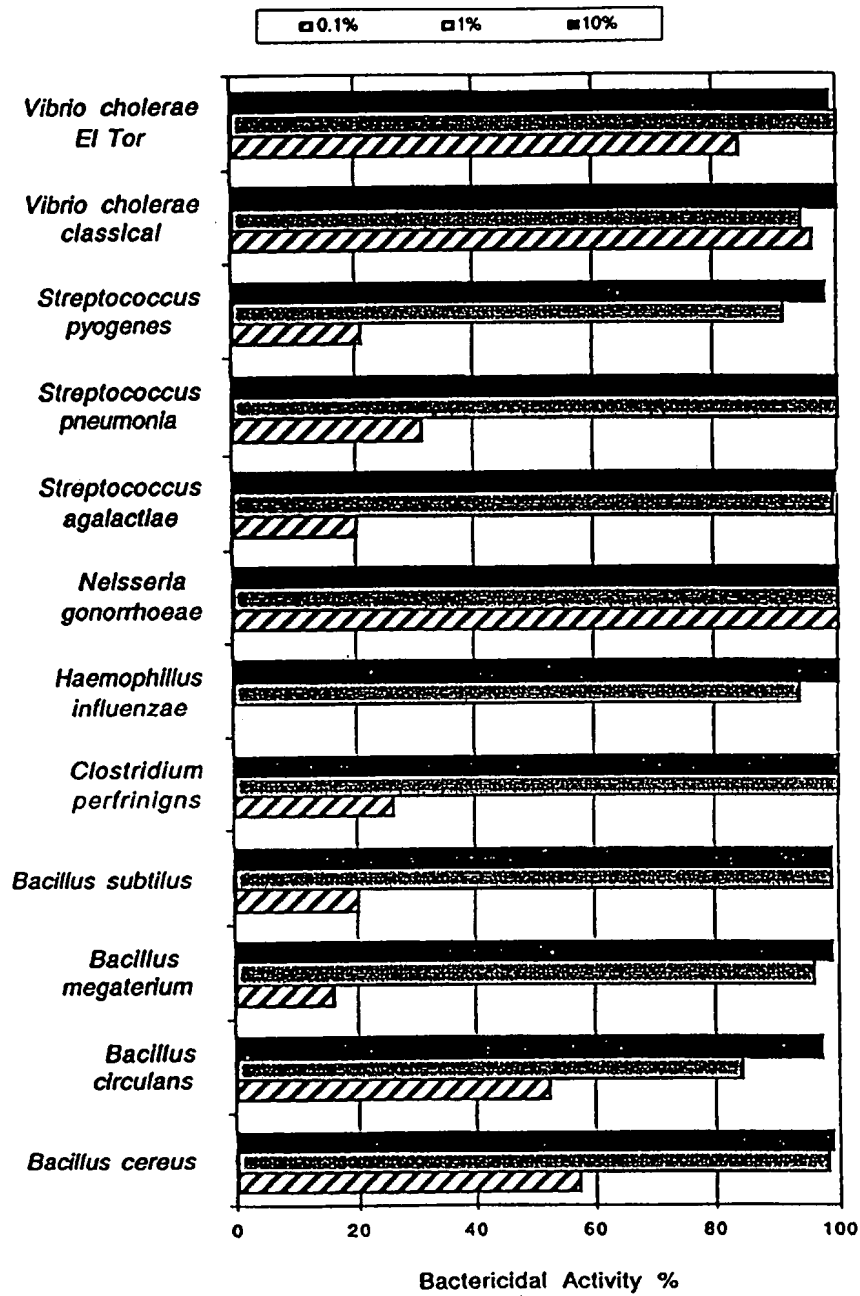 0.1% 1% 10%
Vibrio cholerae
El Tor
Vibrio cholerae
classical
Streptococcus
pyogenes
Streptococcus
pneumonia
Streptococcus
agalactiae
Neisseria
gonorrhoeae
Haemophillus
influenzae
Clostridium
perfrinigns
Bacillus subtilus
Bacillus
megaterium
Bacillus
circulans
Bacillus cereus
0 20 40 60 80 100
Bactericidal Activity %